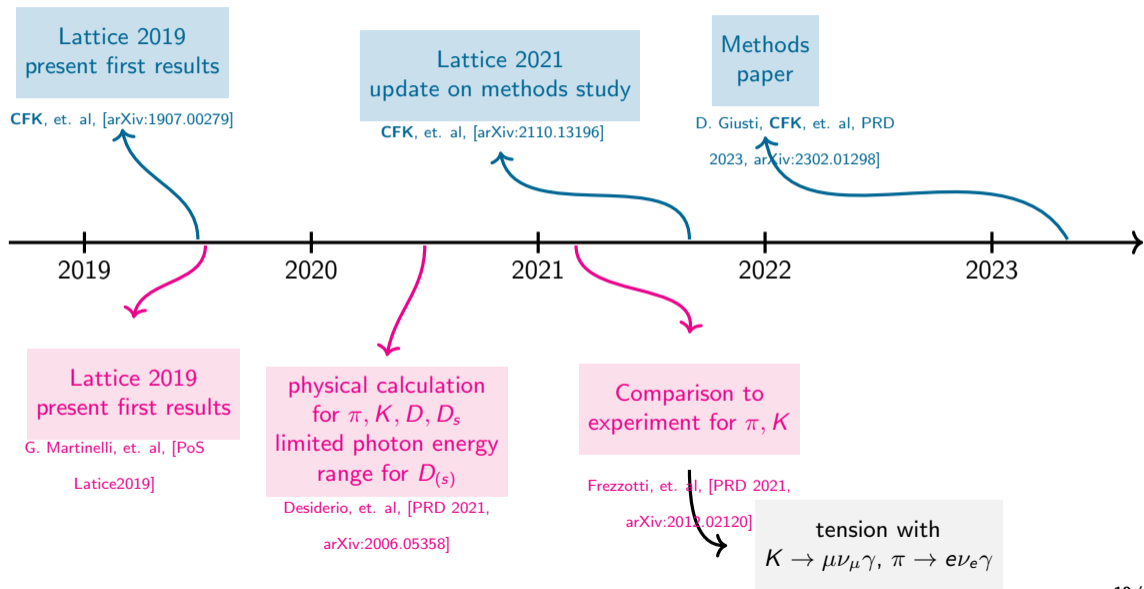 Lattice 2019
present first results
CFK, et. al, [arXiv:1907.00279]
Lattice 2021
update on methods study
CFK, et. al, [arXiv:2110.13196]
Methods
paper
D. Giusti, CFK, et. al, PRD
2023, arXiv:2302.01298]
2019
2020
2021
2022
2023
Lattice 2019
present first results
G. Martinelli, et. al, [PoS
Latice2019]
physical calculation
for π, K, D, Dₛ
limited photon energy
range for D₍ₛ₎
Desiderio, et. al, [PRD 2021,
arXiv:2006.05358]
Comparison to
experiment for π, K
Frezzotti, et. al, [PRD 2021,
arXiv:2012.02120]
tension with
K → μν_μγ, π → eν_eγ